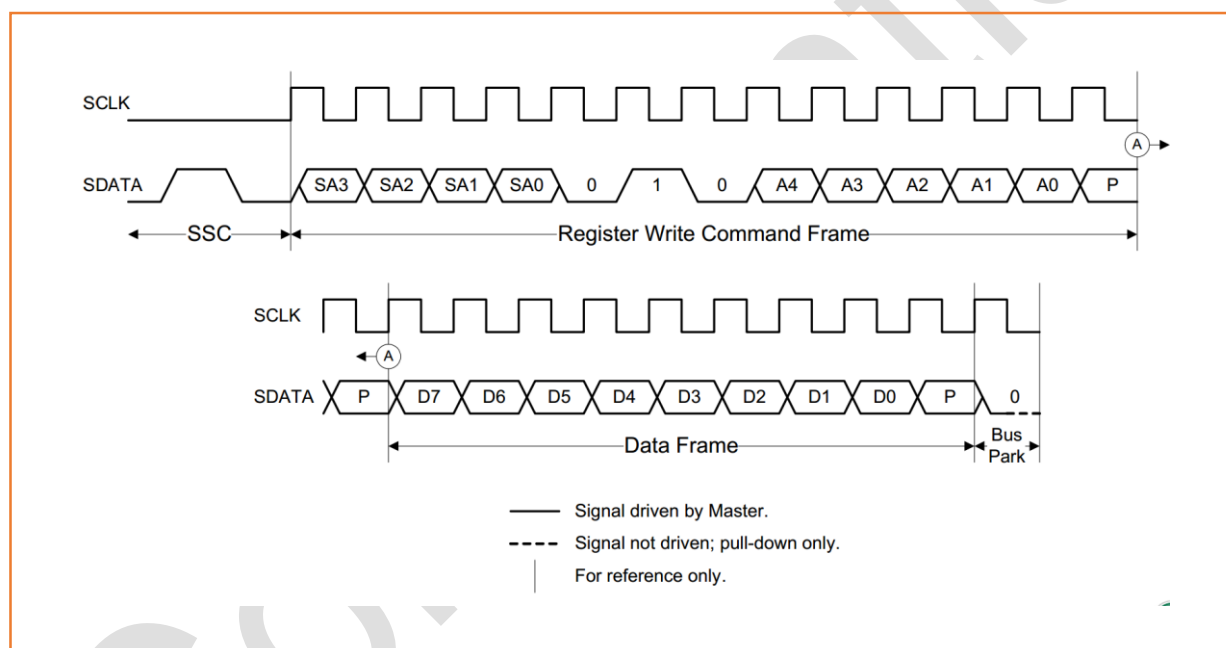 SCLK
A
SDATA SA3 SA2 SA1 SA0 0 1 0 A4 A3 A2 A1 A0 P
SSC Register Write Command Frame
SCLK
A
SDATA P D7 D6 D5 D4 D3 D2 D1 D0 P 0
Data Frame Bus
Park
Signal driven by Master.
Signal not driven; pull-down only.
For reference only.